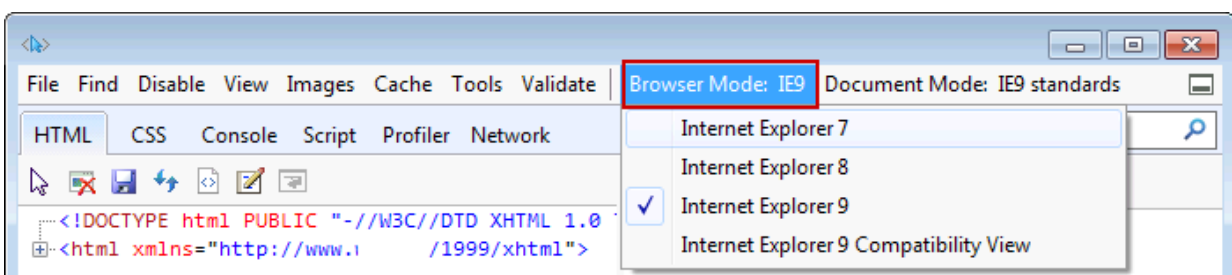 File Find Disable View Images Cache Tools Validate Browser Mode: IE9 Document Mode: IE9 standards
HTML CSS Console Script Profiler Network
Internet Explorer 7
Internet Explorer 8
Internet Explorer 9
Internet Explorer 9 Compatibility View
<!DOCTYPE html PUBLIC "-//W3C//DTD XHTML 1.0
<html xmlns="http://www. /1999/xhtml">